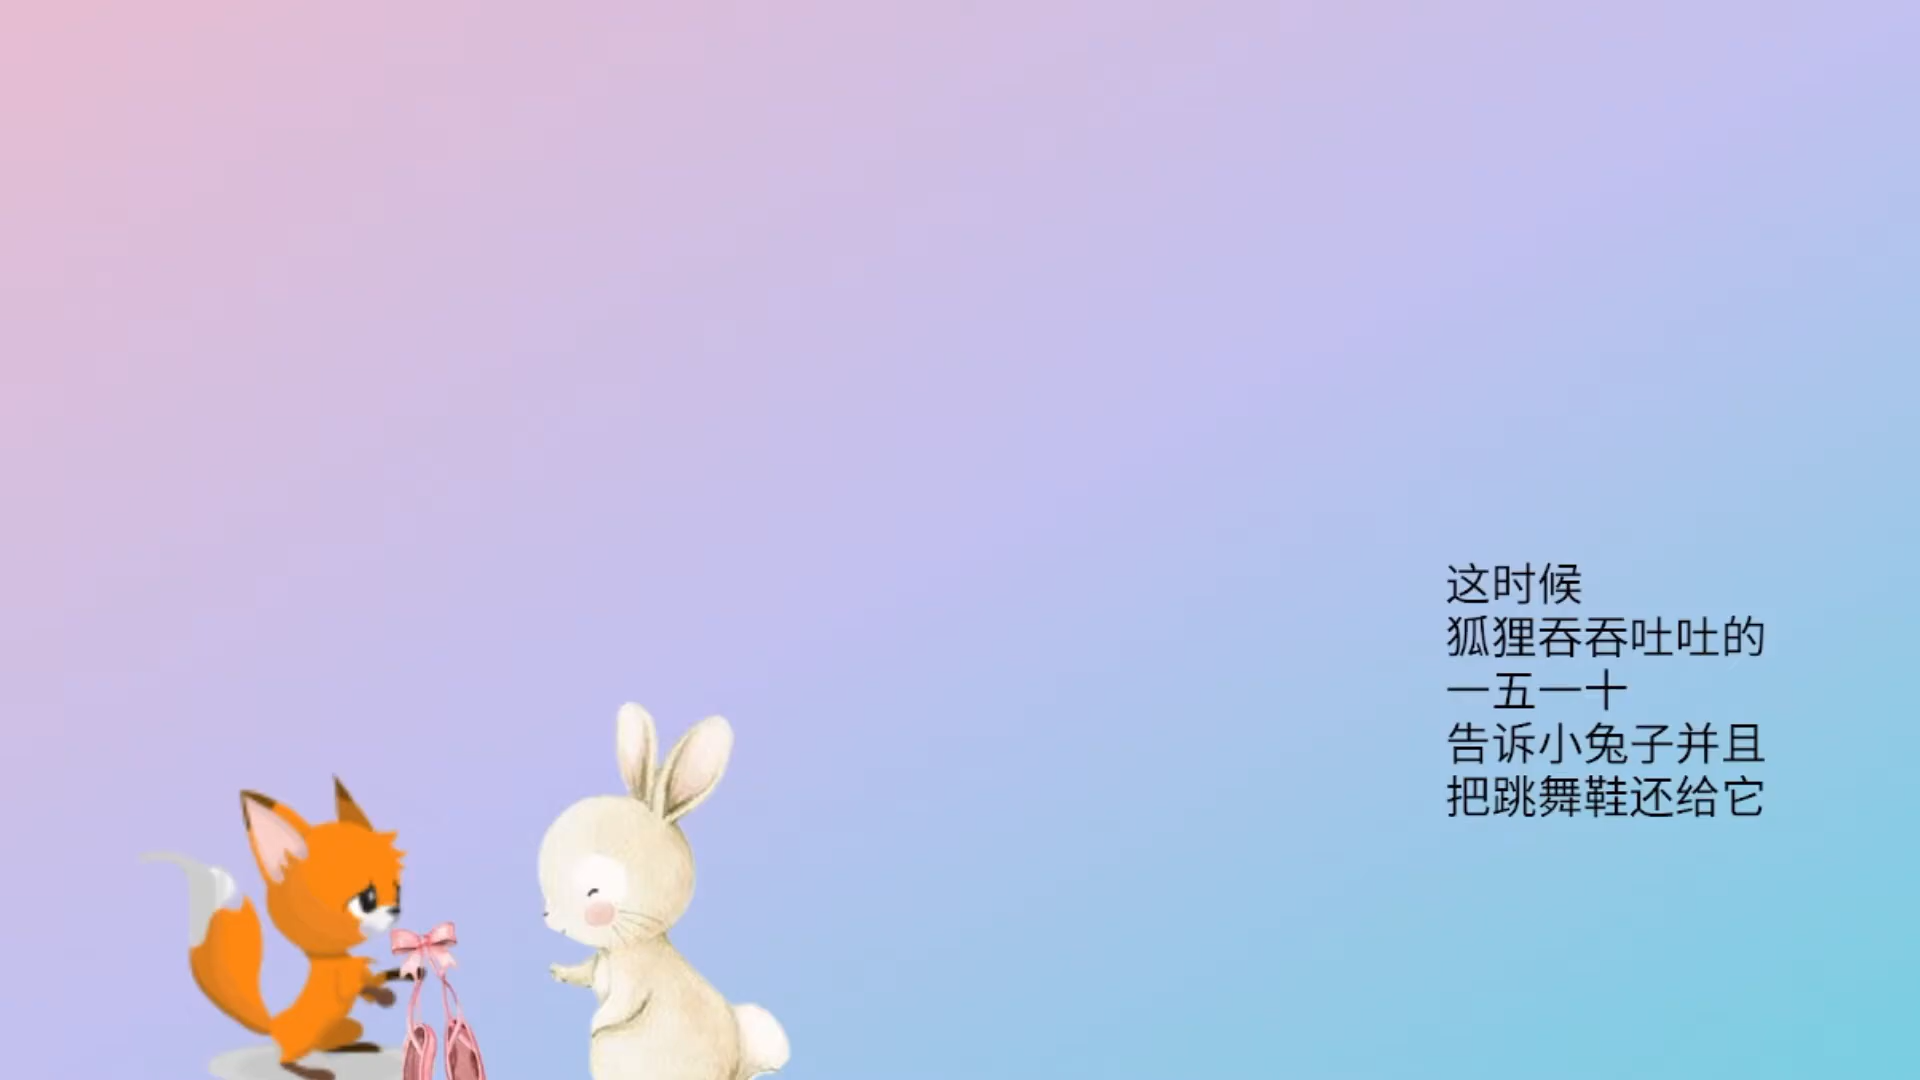 这时候
狐狸吞吞吐吐的
一五一十
告诉小兔子并且
把跳舞鞋还给它